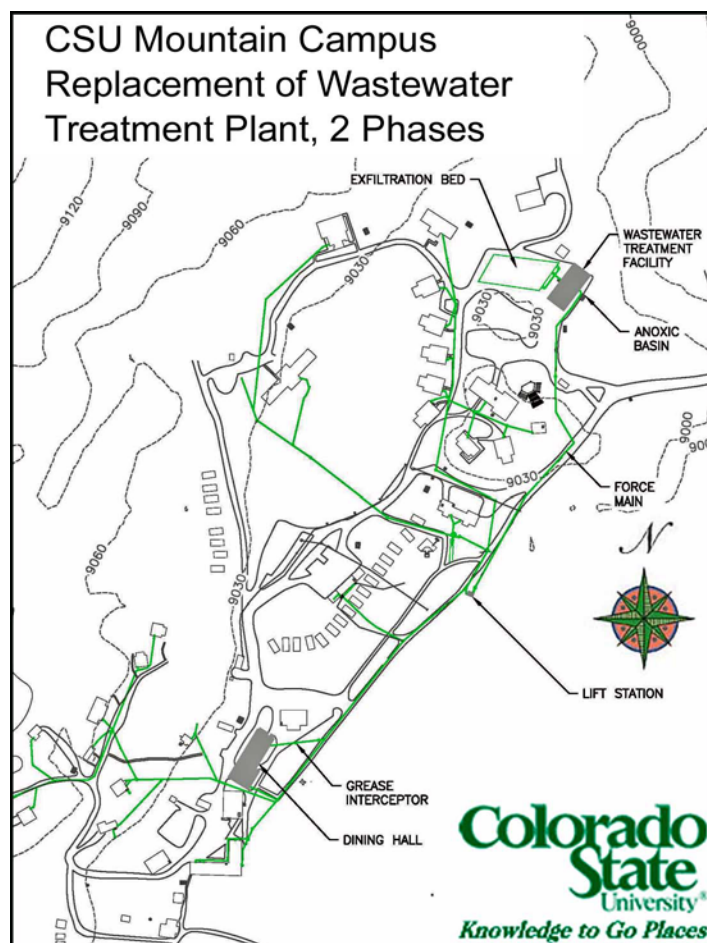 CSU Mountain Campus
Replacement of Wastewater
Treatment Plant, 2 Phases
9000
EXFILTRATION BED
9120
9090
9060
WASTEWATER
TREATMENT
FACILITY
9030
9030
9030
ANOXIC
BASIN
9000
9030
FORCE
MAIN
N
9060
9030
LIFT STATION
GREASE
INTERCEPTOR
DINING HALL
Colorado
State
University®
Knowledge to Go Places